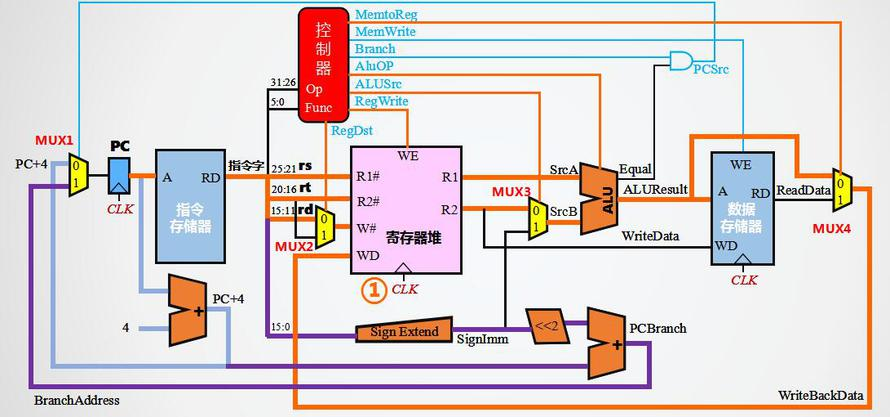 MemtoReg
MemWrite
Branch
AluOP
ALUSrc
RegWrite
控制器
Op
Func
31:26
5:0
RegDst
PCSrc
MUX1
PC+4
0
1
PC
CLK
A
RD
指令存储器
指令字
25:21 rs
20:16 rt
15:11 rd
MUX2
0
1
WE
R1#
R2#
W#
WD
R1
R2
寄存器堆
①
CLK
MUX3
0
1
SrcA
SrcB
ALU
Equal
ALUResult
WriteData
WE
A
RD
WD
数据存储器
CLK
ReadData
0
1
MUX4
PC+4
4
+
15:0
Sign Extend
SignImm
<<2
+
PCBranch
BranchAddress
WriteBackData